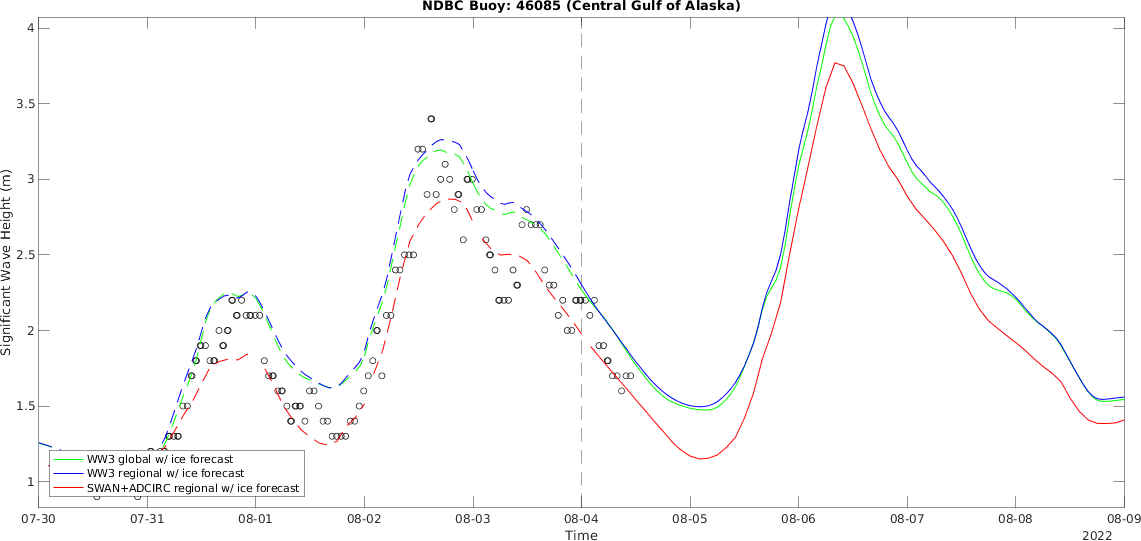 NDBC Buoy: 46085 (Central Gulf of Alaska)
Significant Wave Height (m)
4
3.5
3
2.5
2
1.5
1
WW3 global w/ ice forecast
WW3 regional w/ ice forecast
SWAN+ADCIRC regional w/ ice forecast
07-30 07-31 08-01 08-02 08-03 08-04 08-05 08-06 08-07 08-08 08-09
Time
2022